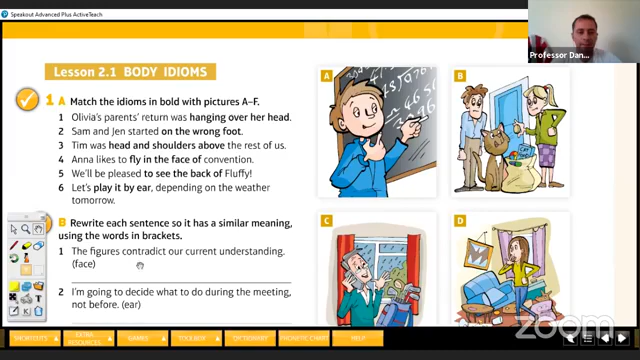 Speakout Advanced Plus ActiveTeach
Professor Dan...
Lesson 2.1 BODY IDIOMS
1 A Match the idioms in bold with pictures A–F.
1 Olivia's parents' return was hanging over her head.
2 Sam and Jen started on the wrong foot.
3 Tim was head and shoulders above the rest of us.
4 Anna likes to fly in the face of convention.
5 We'll be pleased to see the back of Fluffy!
6 Let's play it by ear, depending on the weather
tomorrow.
B Rewrite each sentence so it has a similar meaning,
using the words in brackets.
1 The figures contradict our current understanding.
(face)
2 I'm going to decide what to do during the meeting,
not before. (ear)
A
B
C
D
zoom
SHORTCUTS
EXTRA RESOURCES
GAMES
TOOLBOX
DICTIONARY
PHONETIC CHART
HELP